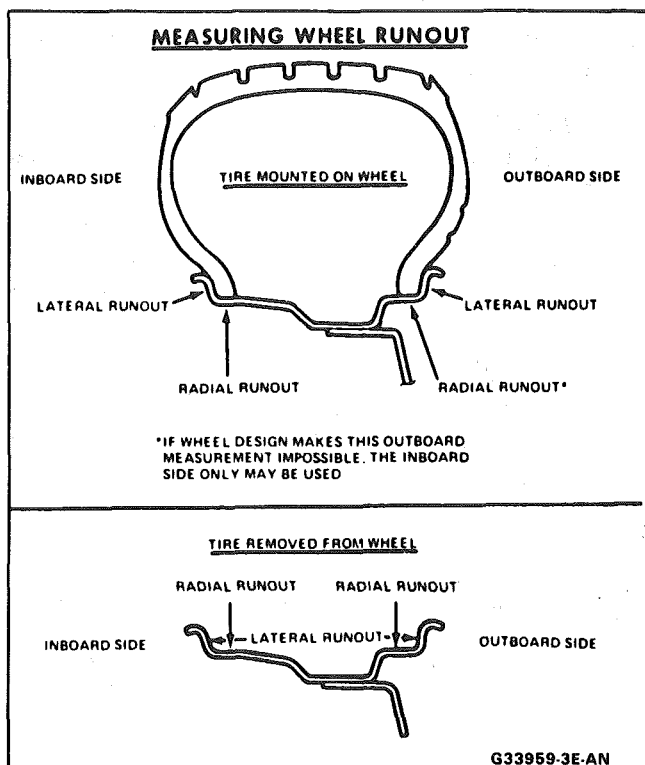 MEASURING WHEEL RUNOUT
INBOARD SIDE
TIRE MOUNTED ON WHEEL
OUTBOARD SIDE
LATERAL RUNOUT
LATERAL RUNOUT
RADIAL RUNOUT
RADIAL RUNOUT*
*IF WHEEL DESIGN MAKES THIS OUTBOARD
MEASUREMENT IMPOSSIBLE. THE INBOARD
SIDE ONLY MAY BE USED
TIRE REMOVED FROM WHEEL
RADIAL RUNOUT
RADIAL RUNOUT
INBOARD SIDE
LATERAL RUNOUT
OUTBOARD SIDE
G33959-3E-AN